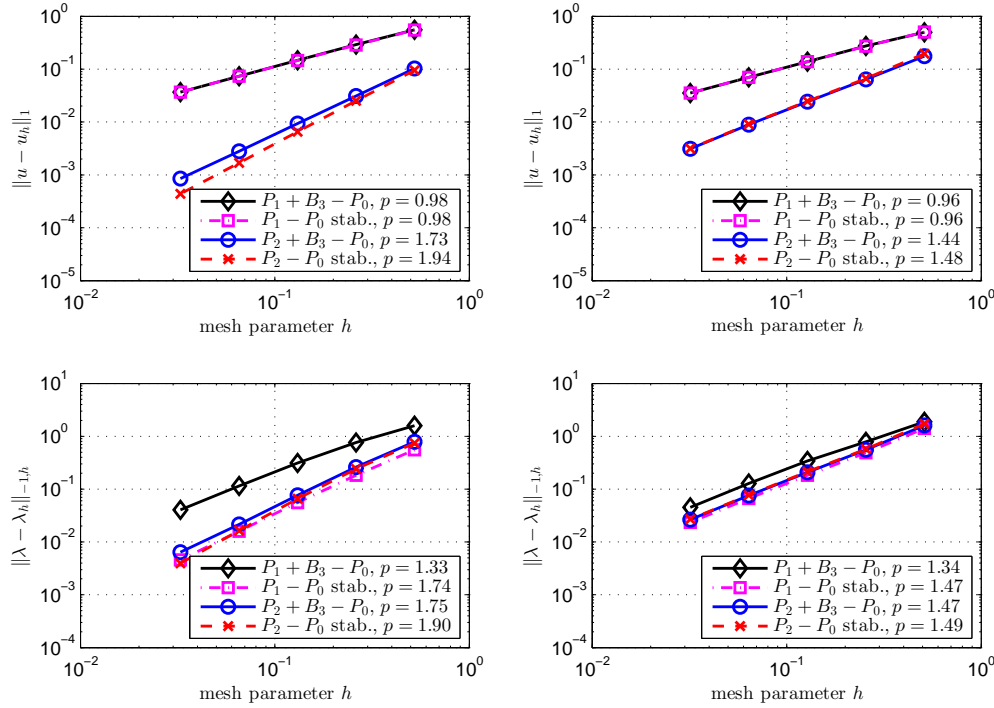 10^0
10^{-1}
10^{-2}
10^{-3}
10^{-4}
10^{-5}
‖u − u_h‖_1
P_1 + B_3 − P_0, p = 0.98
P_1 − P_0 stab., p = 0.98
P_2 + B_3 − P_0, p = 1.73
P_2 − P_0 stab., p = 1.94
10^{-2}
10^{-1}
10^0
mesh parameter h
10^0
10^{-1}
10^{-2}
10^{-3}
10^{-4}
10^{-5}
‖u − u_h‖_1
P_1 + B_3 − P_0, p = 0.96
P_1 − P_0 stab., p = 0.96
P_2 + B_3 − P_0, p = 1.44
P_2 − P_0 stab., p = 1.48
10^{-2}
10^{-1}
10^0
mesh parameter h
10^1
10^0
10^{-1}
10^{-2}
10^{-3}
10^{-4}
‖λ − λ_h‖_{−1,h}
P_1 + B_3 − P_0, p = 1.33
P_1 − P_0 stab., p = 1.74
P_2 + B_3 − P_0, p = 1.75
P_2 − P_0 stab., p = 1.90
10^{-2}
10^{-1}
10^0
mesh parameter h
10^1
10^0
10^{-1}
10^{-2}
10^{-3}
10^{-4}
‖λ − λ_h‖_{−1,h}
P_1 + B_3 − P_0, p = 1.34
P_1 − P_0 stab., p = 1.47
P_2 + B_3 − P_0, p = 1.47
P_2 − P_0 stab., p = 1.49
10^{-2}
10^{-1}
10^0
mesh parameter h